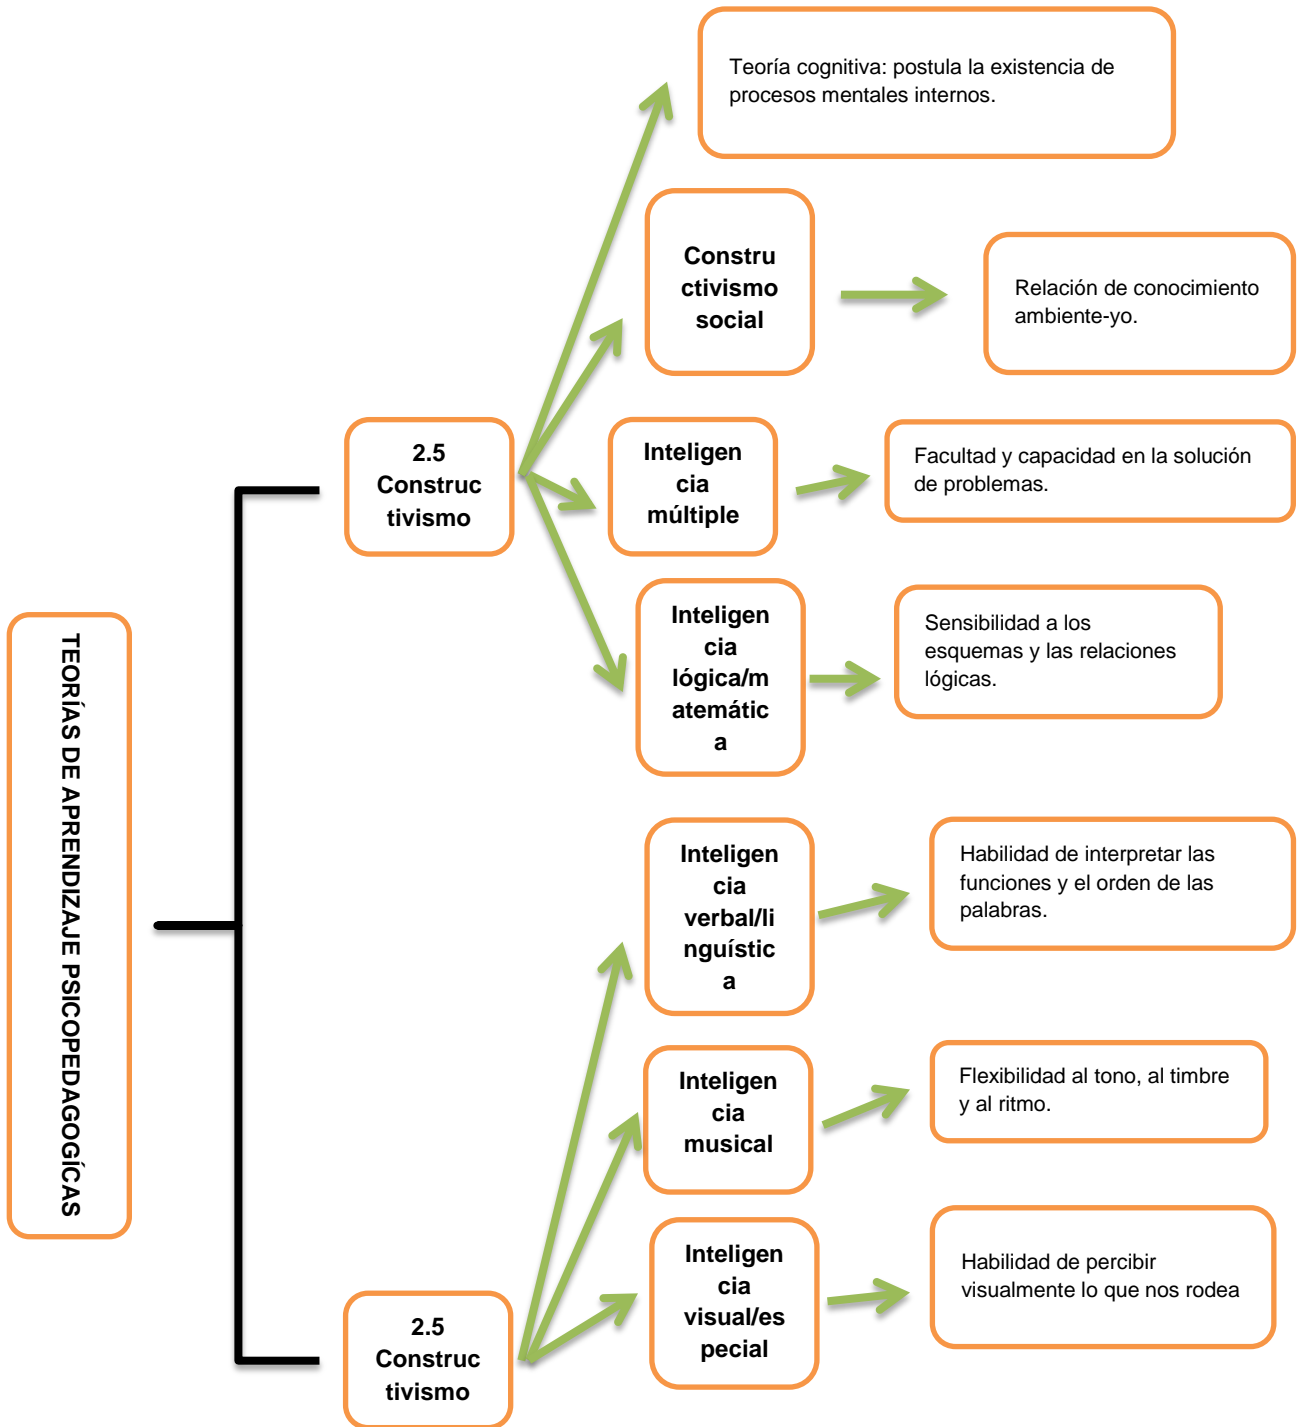 TEORÍAS DE APRENDIZAJE PSICOPEDAGOGÍCAS
2.5
Construc
tivismo
Teoría cognitiva: postula la existencia de
procesos mentales internos.
Constru
ctivismo
social
Relación de conocimiento
ambiente-yo.
Inteligen
cia
múltiple
Facultad y capacidad en la solución
de problemas.
Inteligen
cia
lógica/m
atemátic
a
Sensibilidad a los
esquemas y las relaciones
lógicas.
2.5
Construc
tivismo
Inteligen
cia
verbal/li
nguístic
a
Habilidad de interpretar las
funciones y el orden de las
palabras.
Inteligen
cia
musical
Flexibilidad al tono, al timbre
y al ritmo.
Inteligen
cia
visual/es
pecial
Habilidad de percibir
visualmente lo que nos rodea